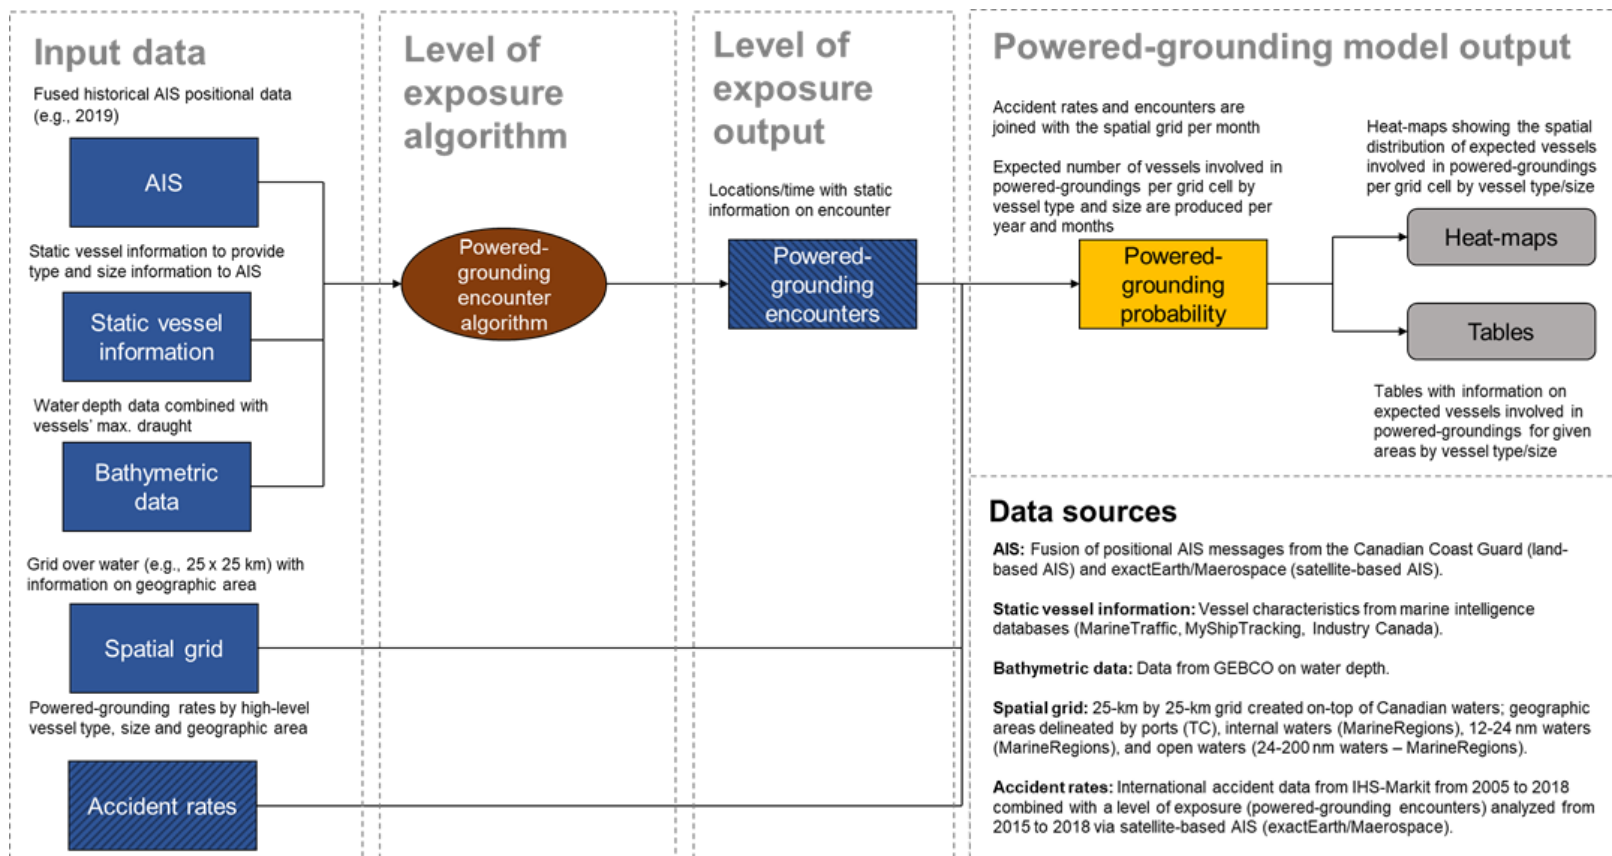 Input data
Fused historical AIS positional data
(e.g., 2019)
AIS
Static vessel information to provide
type and size information to AIS
Static vessel
information
Water depth data combined with
vessels' max. draught
Bathymetric
data
Grid over water (e.g., 25 x 25 km) with
information on geographic area
Spatial grid
Powered-grounding rates by high-level
vessel type, size and geographic area
Accident rates
Level of
exposure
algorithm
Powered-
grounding
encounter
algorithm
Level of
exposure
output
Locations/time with static
information on encounter
Powered-
grounding
encounters
Powered-grounding model output
Accident rates and encounters are
joined with the spatial grid per month
Expected number of vessels involved in
powered-groundings per grid cell by
vessel type and size are produced per
year and months
Powered-
grounding
probability
Heat-maps showing the spatial
distribution of expected vessels
involved in powered-groundings
per grid cell by vessel type/size
Heat-maps
Tables
Tables with information on
expected vessels involved in
powered-groundings for given
areas by vessel type/size
Data sources
AIS: Fusion of positional AIS messages from the Canadian Coast Guard (land-
based AIS) and exactEarth/Maerospace (satellite-based AIS).
Static vessel information: Vessel characteristics from marine intelligence
databases (MarineTraffic, MyShipTracking, Industry Canada).
Bathymetric data: Data from GEBCO on water depth.
Spatial grid: 25-km by 25-km grid created on-top of Canadian waters; geographic
areas delineated by ports (TC), internal waters (MarineRegions), 12-24 nm waters
(MarineRegions), and open waters (24-200 nm waters – MarineRegions).
Accident rates: International accident data from IHS-Markit from 2005 to 2018
combined with a level of exposure (powered-grounding encounters) analyzed from
2015 to 2018 via satellite-based AIS (exactEarth/Maerospace).